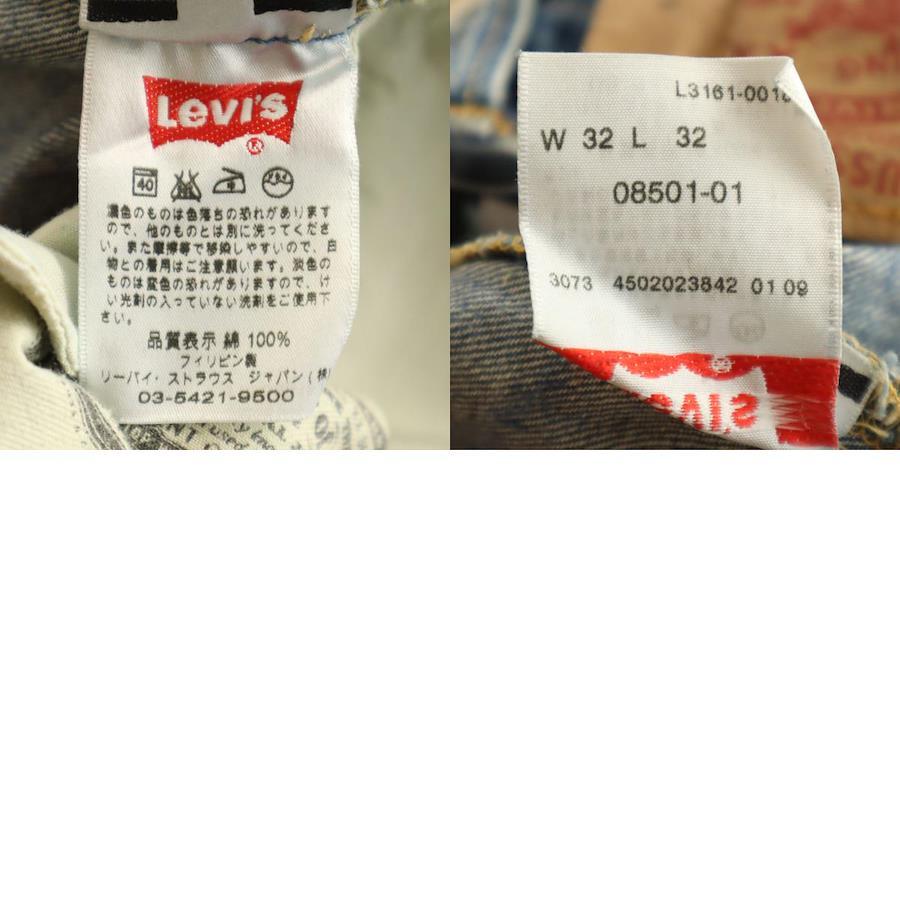 Levi's
®
40
濃色のものは色落ちの恐れがあります
ので、他のものとは別に洗ってくださ
い。また摩擦等で移染しやすいので、白
物との着用はご注意願います。淡色の
ものは変色の恐れがありますので、け
い光剤の入っていない洗剤をご使用下
さい。
品質表示 綿 100%
フィリピン製
リーバイ・ストラウス ジャパン(株)
03-5421-9500
L3161-001
W 32 L 32
08501-01
3073 4502023842 01 09